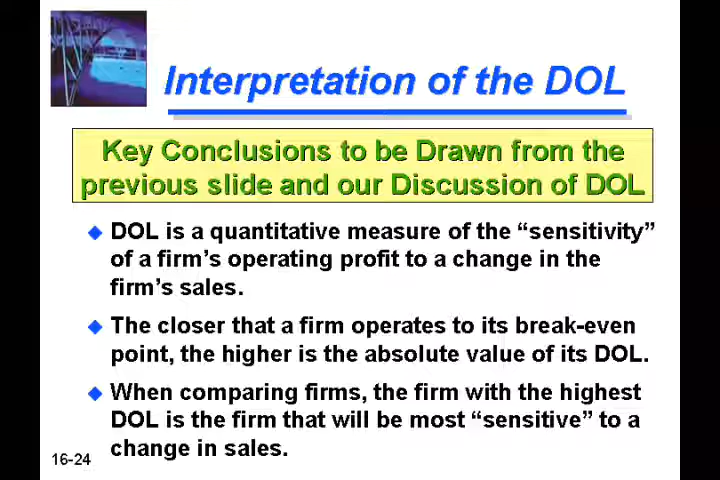 Interpretation of the DOL
Key Conclusions to be Drawn from the
previous slide and our Discussion of DOL
DOL is a quantitative measure of the “sensitivity”
of a firm’s operating profit to a change in the
firm’s sales.
The closer that a firm operates to its break-even
point, the higher is the absolute value of its DOL.
When comparing firms, the firm with the highest
DOL is the firm that will be most “sensitive” to a
change in sales.
16-24